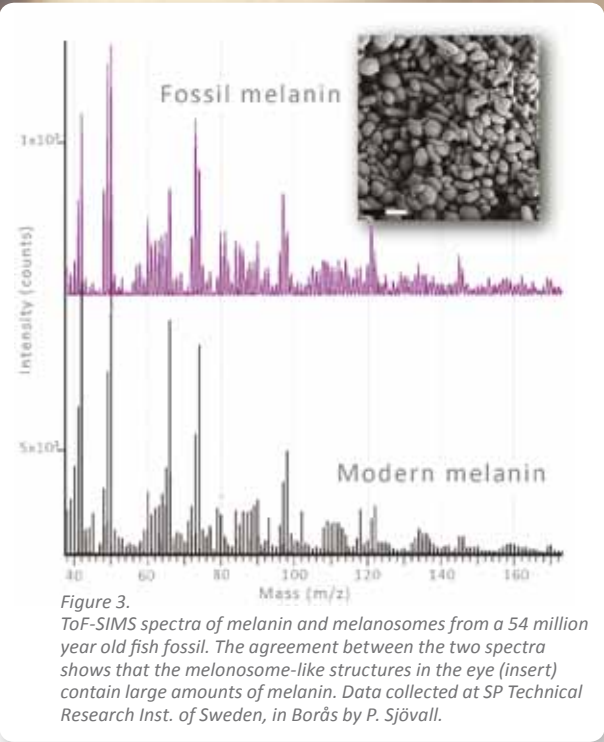 Fossil melanin
Intensity (counts)
Modern melanin
40 60 80 100 120 140 160
Mass (m/z)
Figure 3.
ToF-SIMS spectra of melanin and melanosomes from a 54 million
year old fish fossil. The agreement between the two spectra
shows that the melonosome-like structures in the eye (insert)
contain large amounts of melanin. Data collected at SP Technical
Research Inst. of Sweden, in Borås by P. Sjövall.